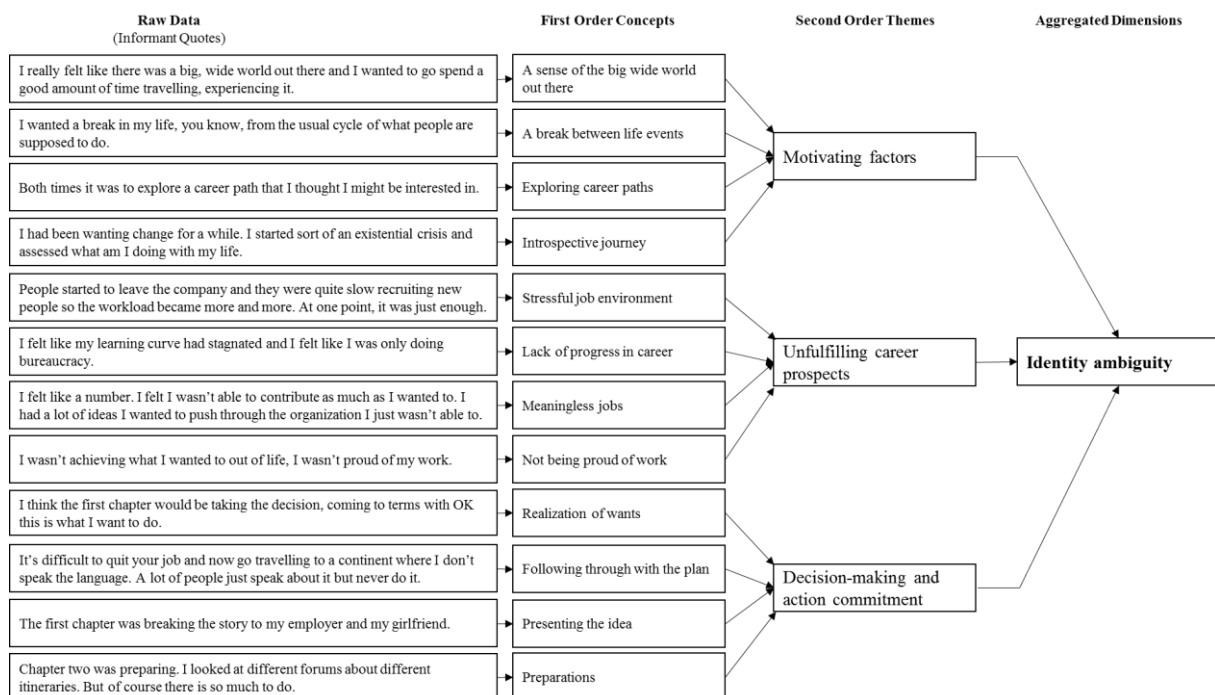 Raw Data
(Informant Quotes)
First Order Concepts
Second Order Themes
Aggregated Dimensions
I really felt like there was a big, wide world out there and I wanted to go spend a
good amount of time travelling, experiencing it.
A sense of the big wide world
out there
I wanted a break in my life, you know, from the usual cycle of what people are
supposed to do.
A break between life events
Motivating factors
Both times it was to explore a career path that I thought I might be interested in.
Exploring career paths
I had been wanting change for a while. I started sort of an existential crisis and
assessed what am I doing with my life.
Introspective journey
People started to leave the company and they were quite slow recruiting new
people so the workload became more and more. At one point, it was just enough.
Stressful job environment
I felt like my learning curve had stagnated and I felt like I was only doing
bureaucracy.
Lack of progress in career
Unfulfilling career
prospects
Identity ambiguity
I felt like a number. I felt I wasn't able to contribute as much as I wanted to. I
had a lot of ideas I wanted to push through the organization I just wasn't able to.
Meaningless jobs
I wasn't achieving what I wanted to out of life, I wasn't proud of my work.
Not being proud of work
I think the first chapter would be taking the decision, coming to terms with OK
this is what I want to do.
Realization of wants
It's difficult to quit your job and now go travelling to a continent where I don't
speak the language. A lot of people just speak about it but never do it.
Following through with the plan
Decision-making and
action commitment
The first chapter was breaking the story to my employer and my girlfriend.
Presenting the idea
Chapter two was preparing. I looked at different forums about different
itineraries. But of course there is so much to do.
Preparations